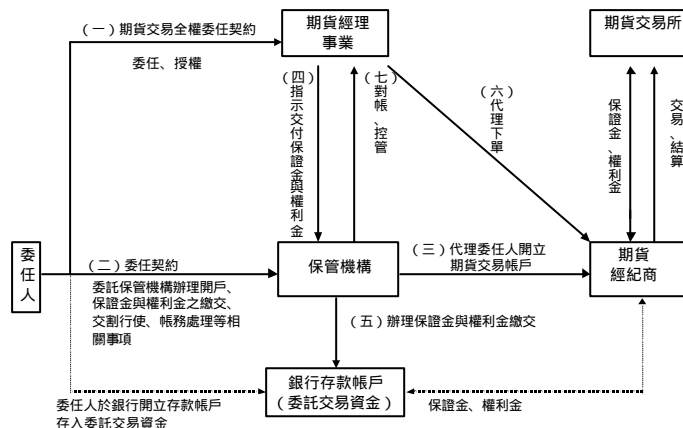 （一）期貨交易全權委任契約
委任、授權
期貨經理
事業
期貨交易所
（四）指示交付保證金與權利金
（七）對帳、控管
（六）代理下單
保證金、權利金
交易、結算
委任人
（二）委任契約
委託保管機構辦理開戶、
保證金與權利金之繳交、
交割行使、帳務處理等相
關事項
保管機構
（三）代理委任人開立
期貨交易帳戶
期貨
經紀商
（五）辦理保證金與權利金繳交
銀行存款帳戶
（委託交易資金）
委任人於銀行開立存款帳戶
存入委託交易資金
保證金、權利金